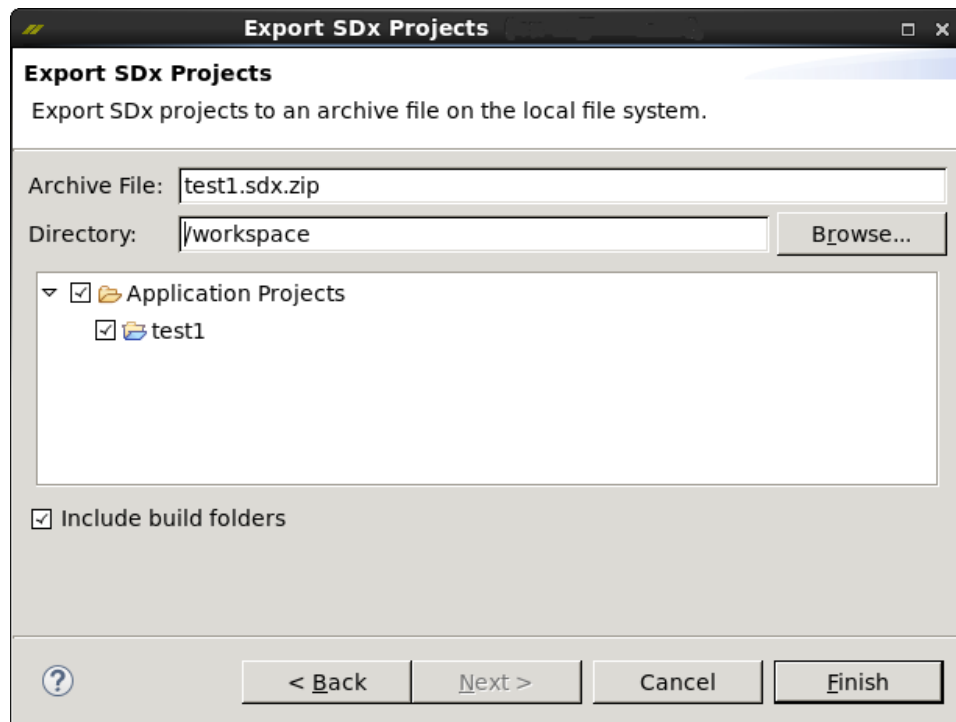 Export SDx Projects
Export SDx Projects
Export SDx projects to an archive file on the local file system.
Archive File: test1.sdx.zip
Directory: /workspace Browse...
Application Projects
test1
Include build folders
? < Back Next > Cancel Finish